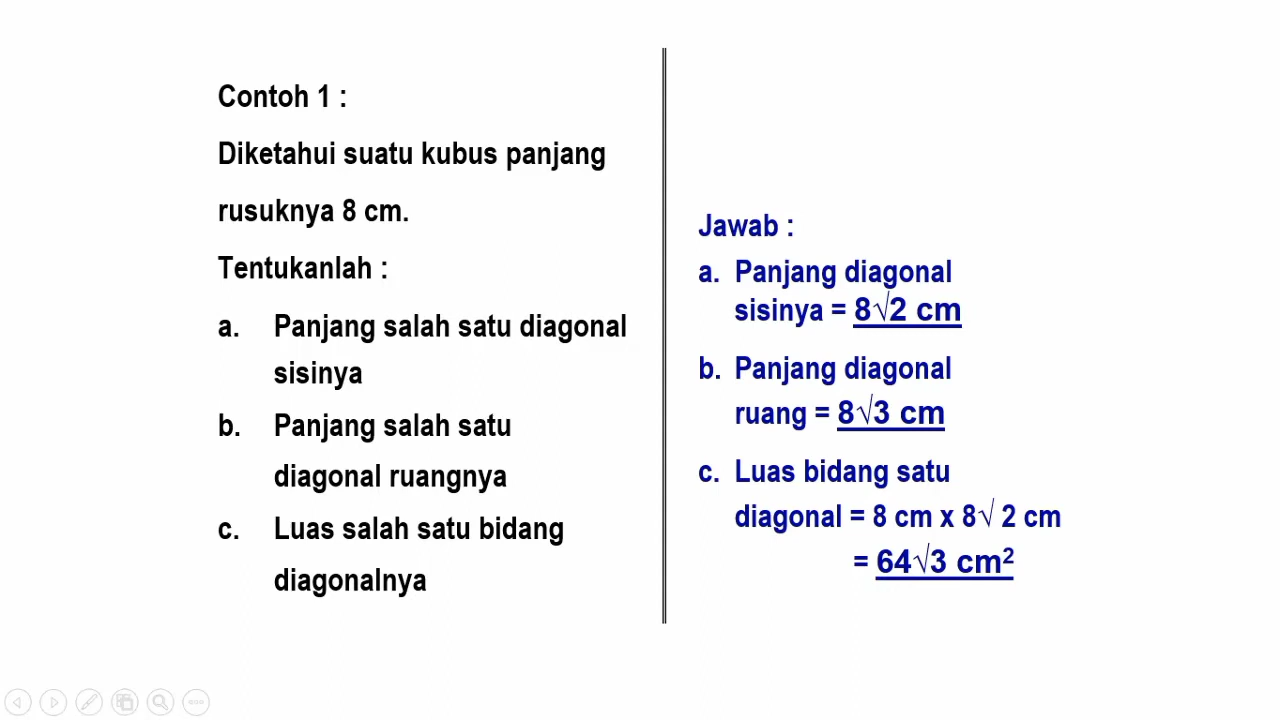 Contoh 1 :
Diketahui suatu kubus panjang
rusuknya 8 cm.
Tentukanlah :
a. Panjang salah satu diagonal
sisinya
b. Panjang salah satu
diagonal ruangnya
c. Luas salah satu bidang
diagonalnya
Jawab :
a. Panjang diagonal
sisinya = 8√2 cm
b. Panjang diagonal
ruang = 8√3 cm
c. Luas bidang satu
diagonal = 8 cm x 8√ 2 cm
= 64√3 cm²